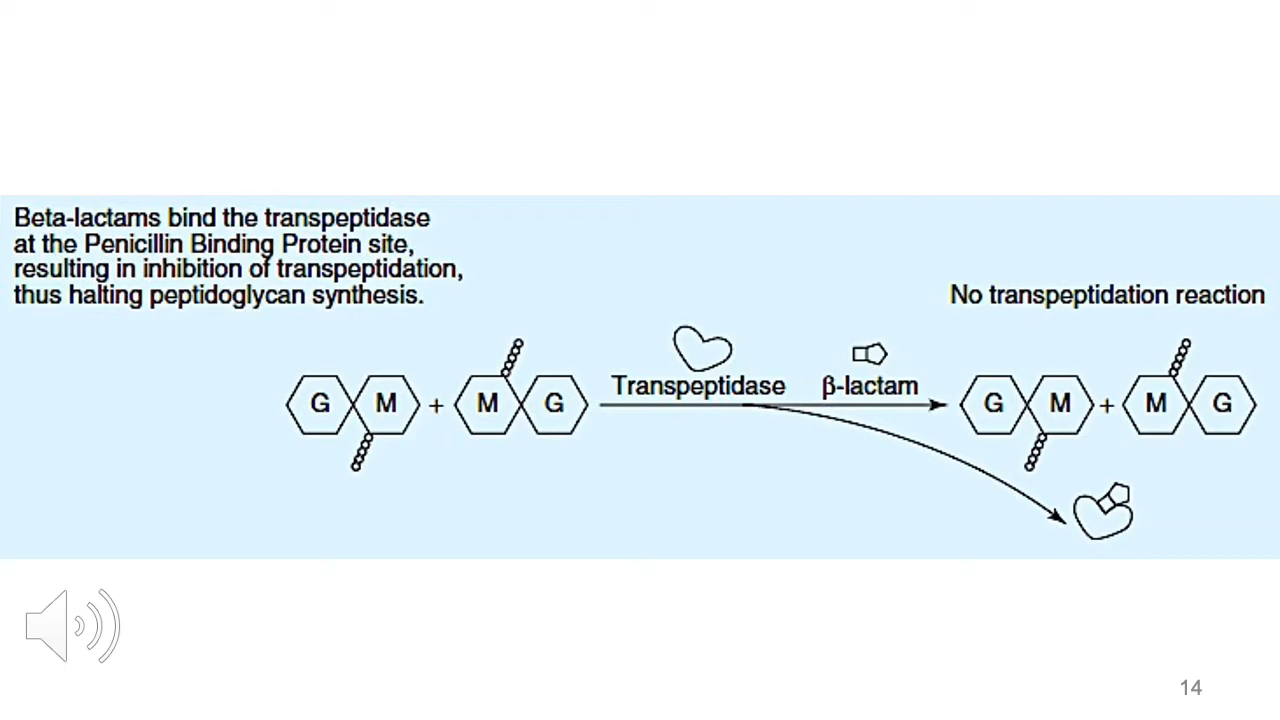 Beta-lactams bind the transpeptidase
at the Penicillin Binding Protein site,
resulting in inhibition of transpeptidation,
thus halting peptidoglycan synthesis.
No transpeptidation reaction
G M + M G Transpeptidase β-lactam G M + M G
14